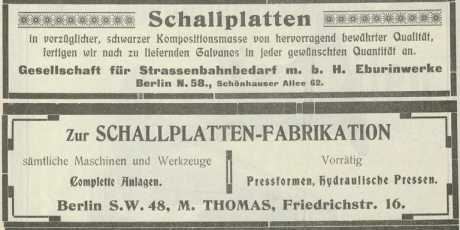 Schallplatten
in vorzüglicher, schwarzer Kompositionsmasse von hervorragend bewährter Qualität,
fertigen wir nach zu liefernden Galvanos in jeder gewünschten Quantität an.
Gesellschaft für Strassenbahnbedarf m. b. H. Eburinwerke
Berlin N. 58., Schönhauser Allee 62.
Zur SCHALLPLATTEN-FABRIKATION
sämtliche Maschinen und Werkzeuge
Complette Anlagen.
Vorrätig
Pressformen, hydraulische Pressen.
Berlin S.W. 48, M. THOMAS, Friedrichstr. 16.